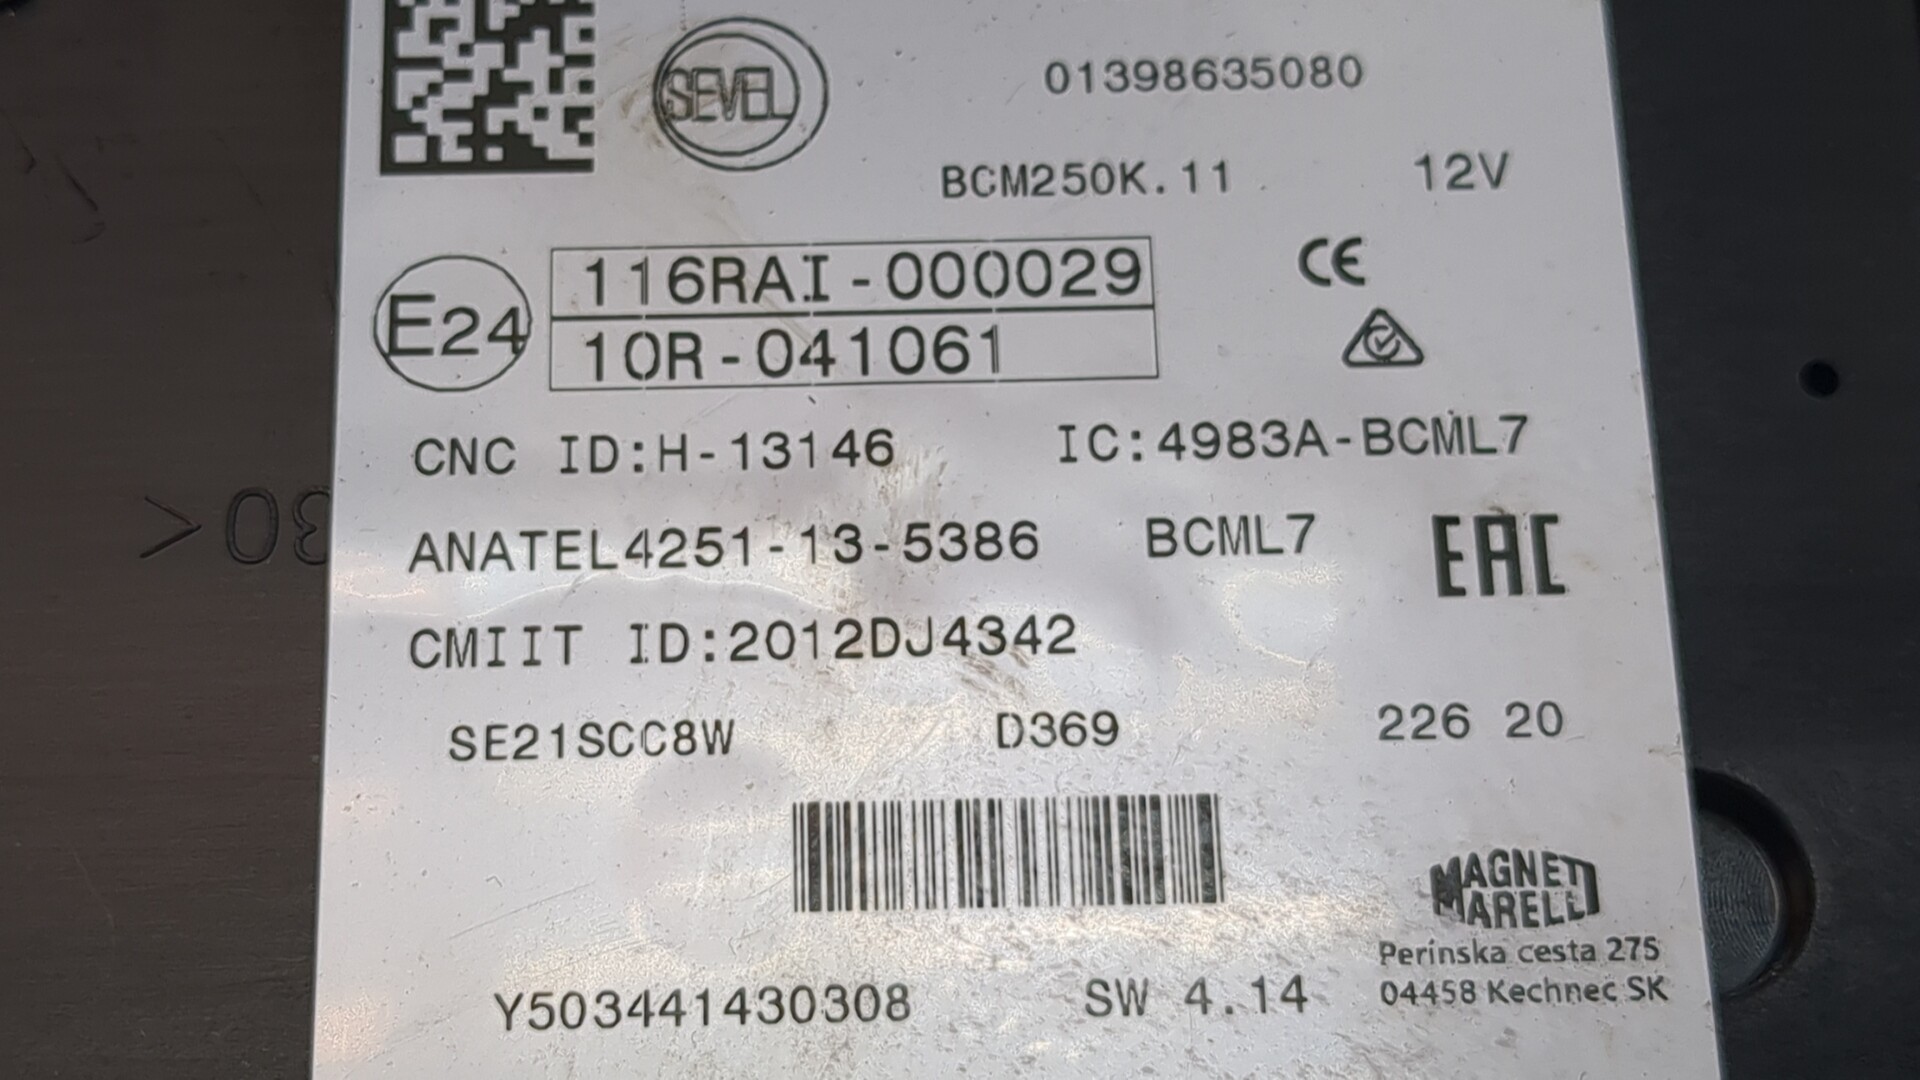 SEVEL
01398635080
BCM250K.11
12V
CE
E24
116RAI-000029
10R-041061
CNC ID:H-13146
IC:4983A-BCML7
ANATEL4251-13-5386
BCML7
EAC
CMIIT ID:2012DJ4342
SE21SCC8W
D369
226 20
MAGNETI
MARELLI
Perinska cesta 275
04458 Kechnec SK
Y503441430308
SW 4.14